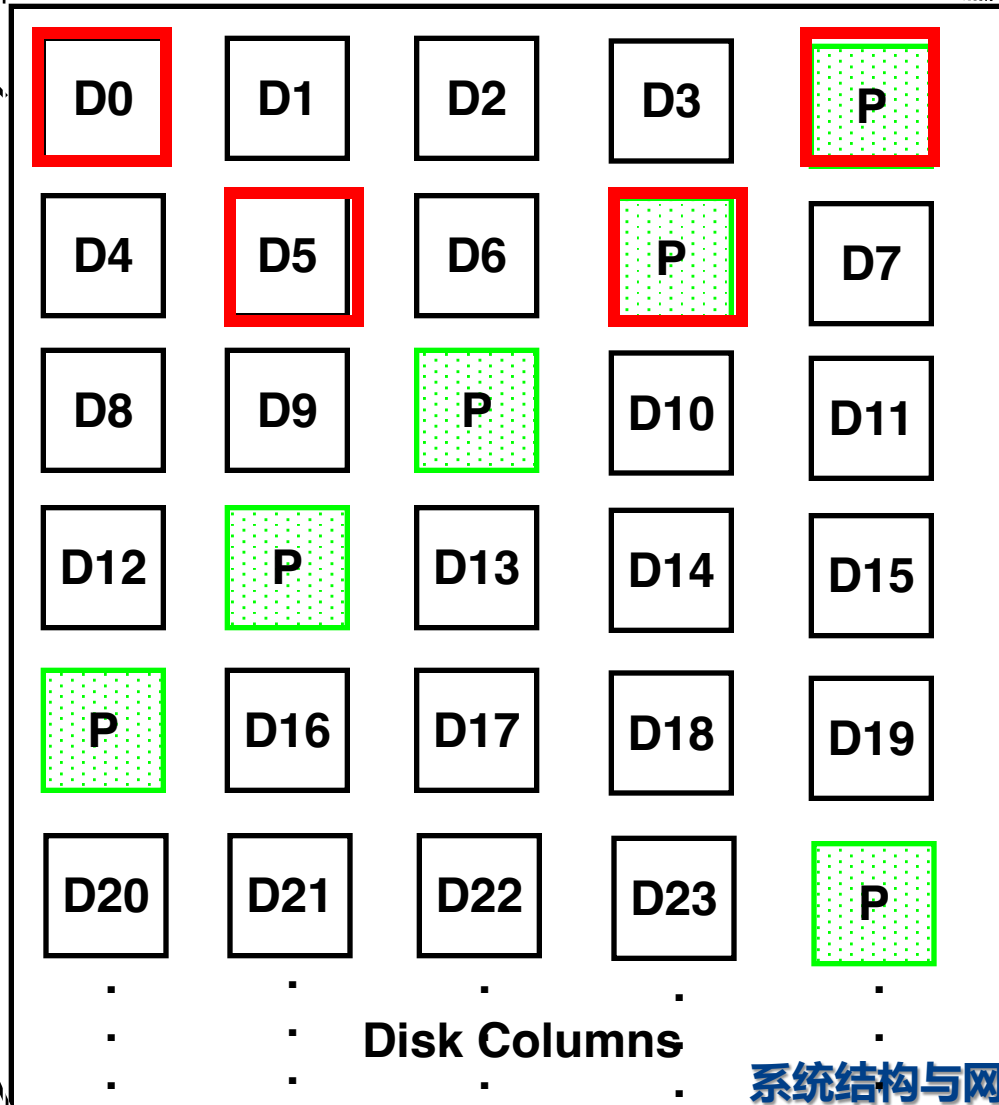 D0 D1 D2 D3 P
D4 D5 D6 P D7
D8 D9 P D10 D11
D12 P D13 D14 D15
P D16 D17 D18 D19
D20 D21 D22 D23 P
Disk Columns
系统结构与网